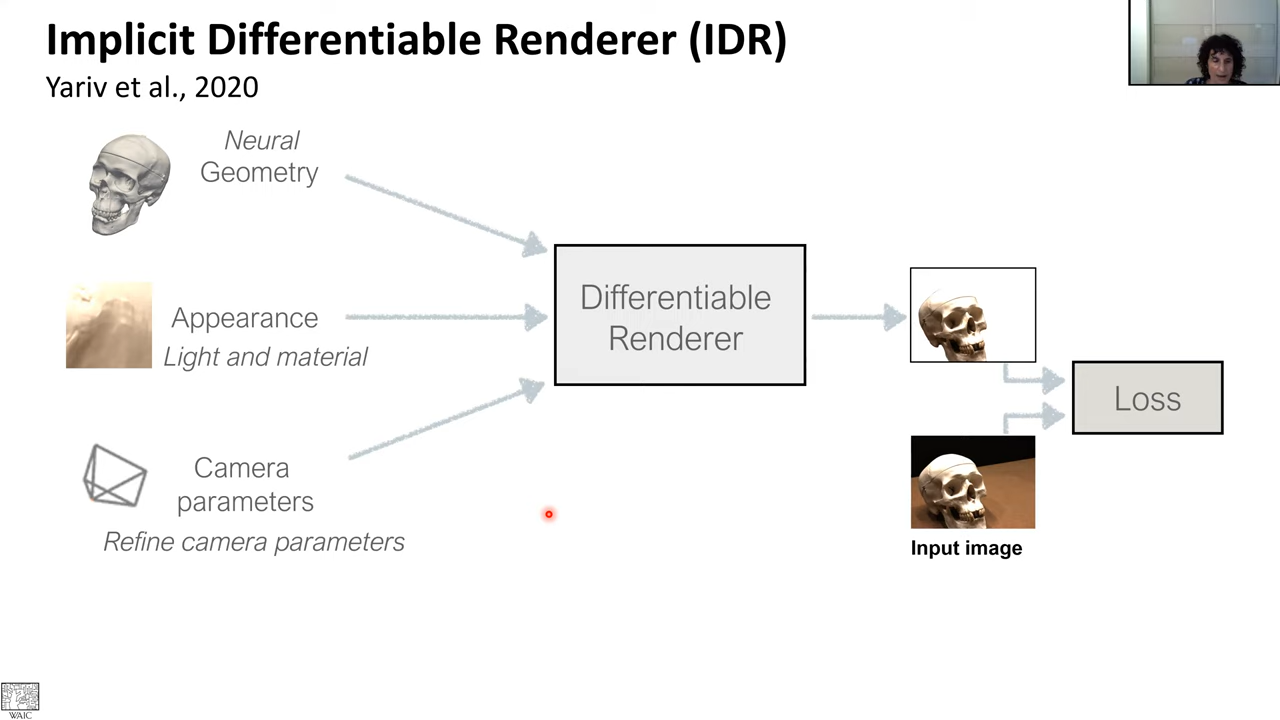 Implicit Differentiable Renderer (IDR)
Yariv et al., 2020
Neural
Geometry
Appearance
Light and material
Camera
parameters
Refine camera parameters
Differentiable
Renderer
Loss
Input image
WAIC